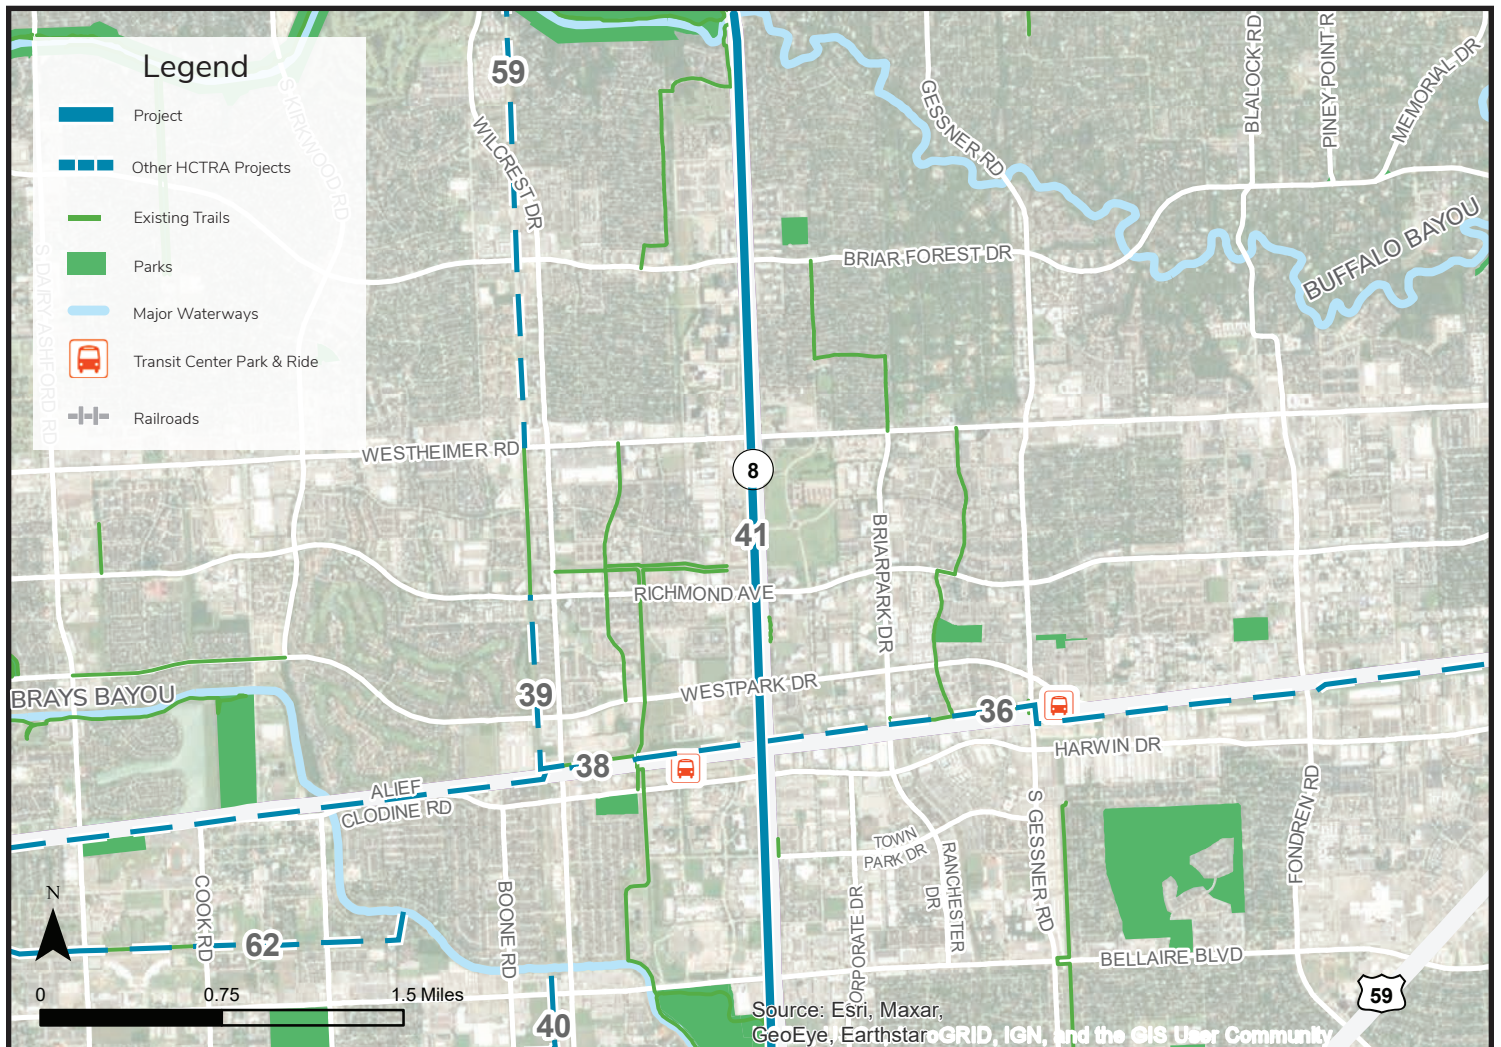 Legend
Project
Other HCTRA Projects
Existing Trails
Parks
Major Waterways
Transit Center Park & Ride
Railroads
S KIRKWOOD RD
S DAIRY ASHFORD RD
59
WILCREST DR
GESSNER RD
BLALOCK RD
PINEY POINT R
MEMORIAL DR
BRIAR FOREST DR
BUFFALO BAYOU
WESTHEIMER RD
8
41
BRIARPARK DR
RICHMOND AVE
BRAYS BAYOU
39
WESTPARK DR
36
HARWIN DR
38
ALIEF
CLODINE RD
TOWN
PARK DR
RANCHESTER
DR
S GESSNER RD
FONDREN RD
COOK RD
BOONE RD
ORPORATE DR
62
BELLAIRE BLVD
59
40
N
0 0.75 1.5 Miles
Source: Esri, Maxar,
GeoEye, Earthstar oGRID, IGN, and the GIS User Community